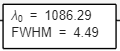 λ₀ = 1086.29
FWHM = 4.49